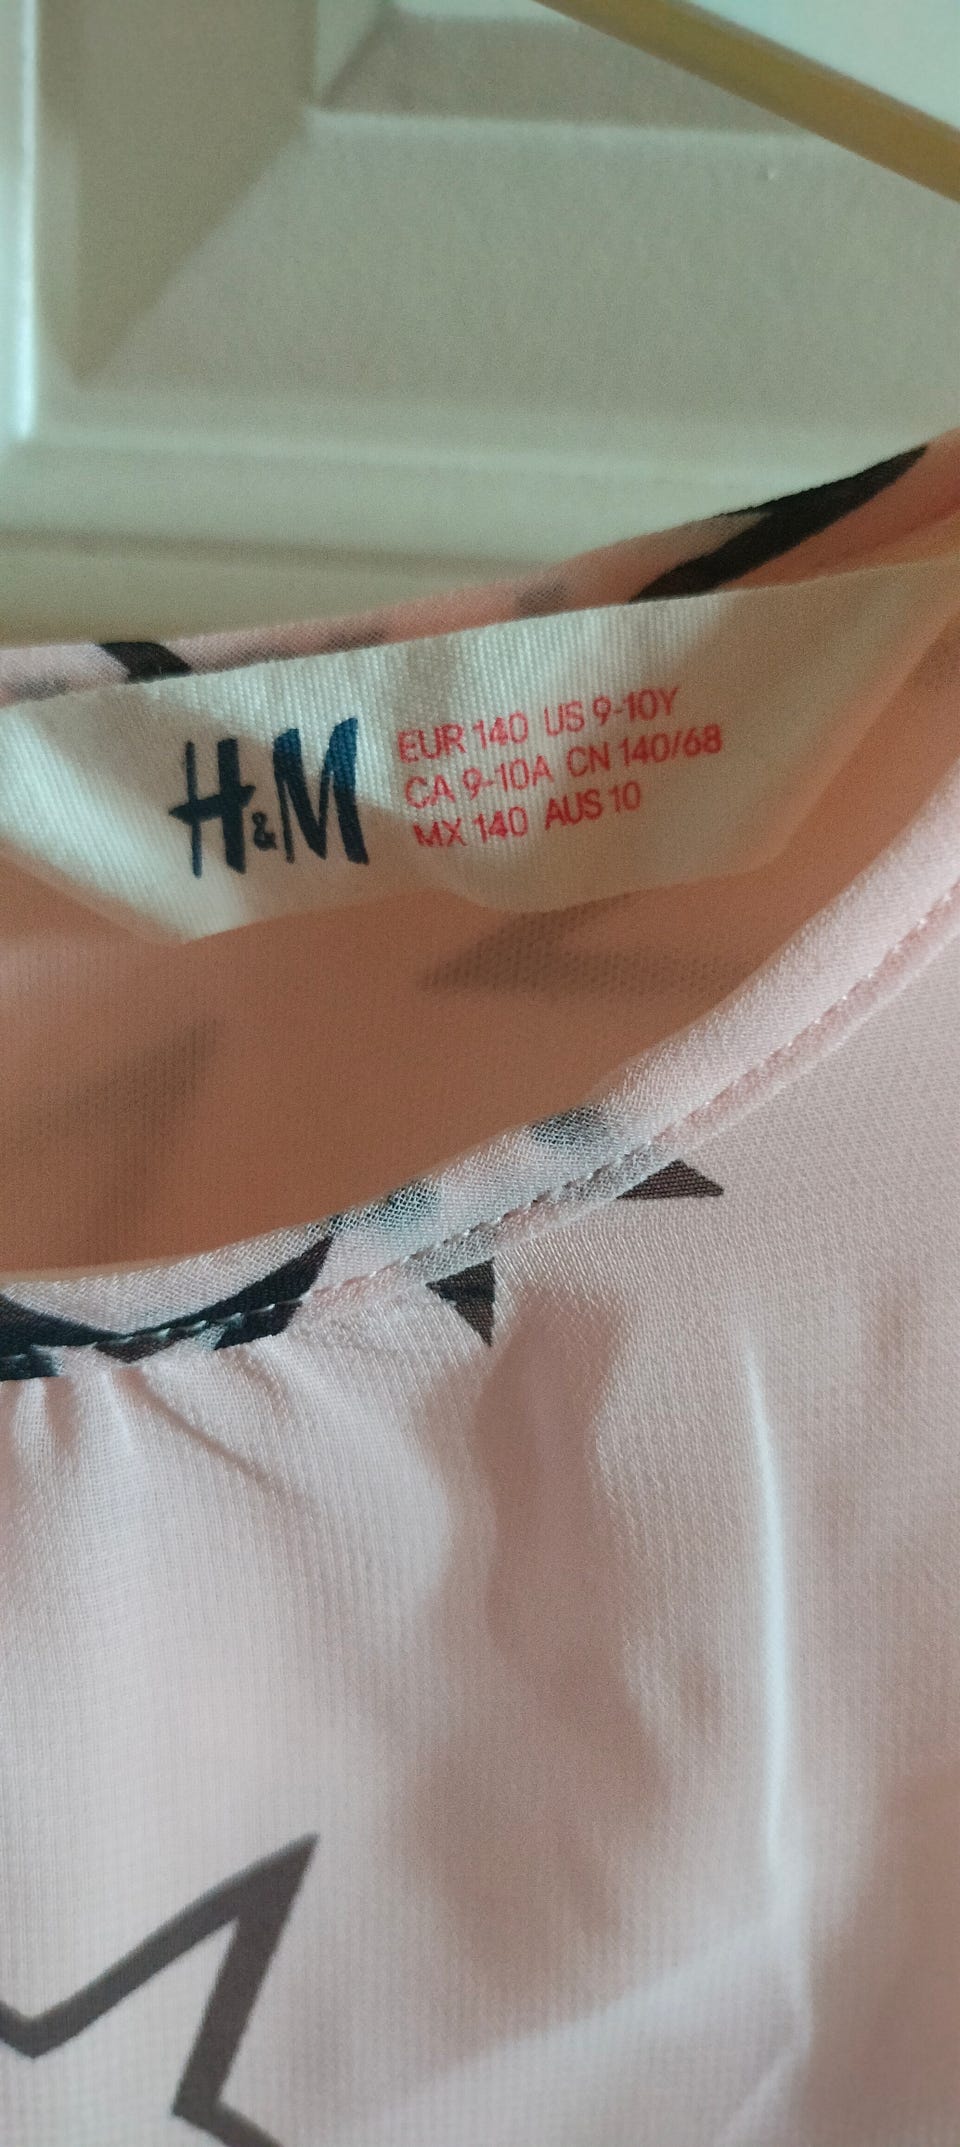 H&M
EUR 140 US 9-10Y
CA 9-10A CN 140/68
MX 140 AUS 10